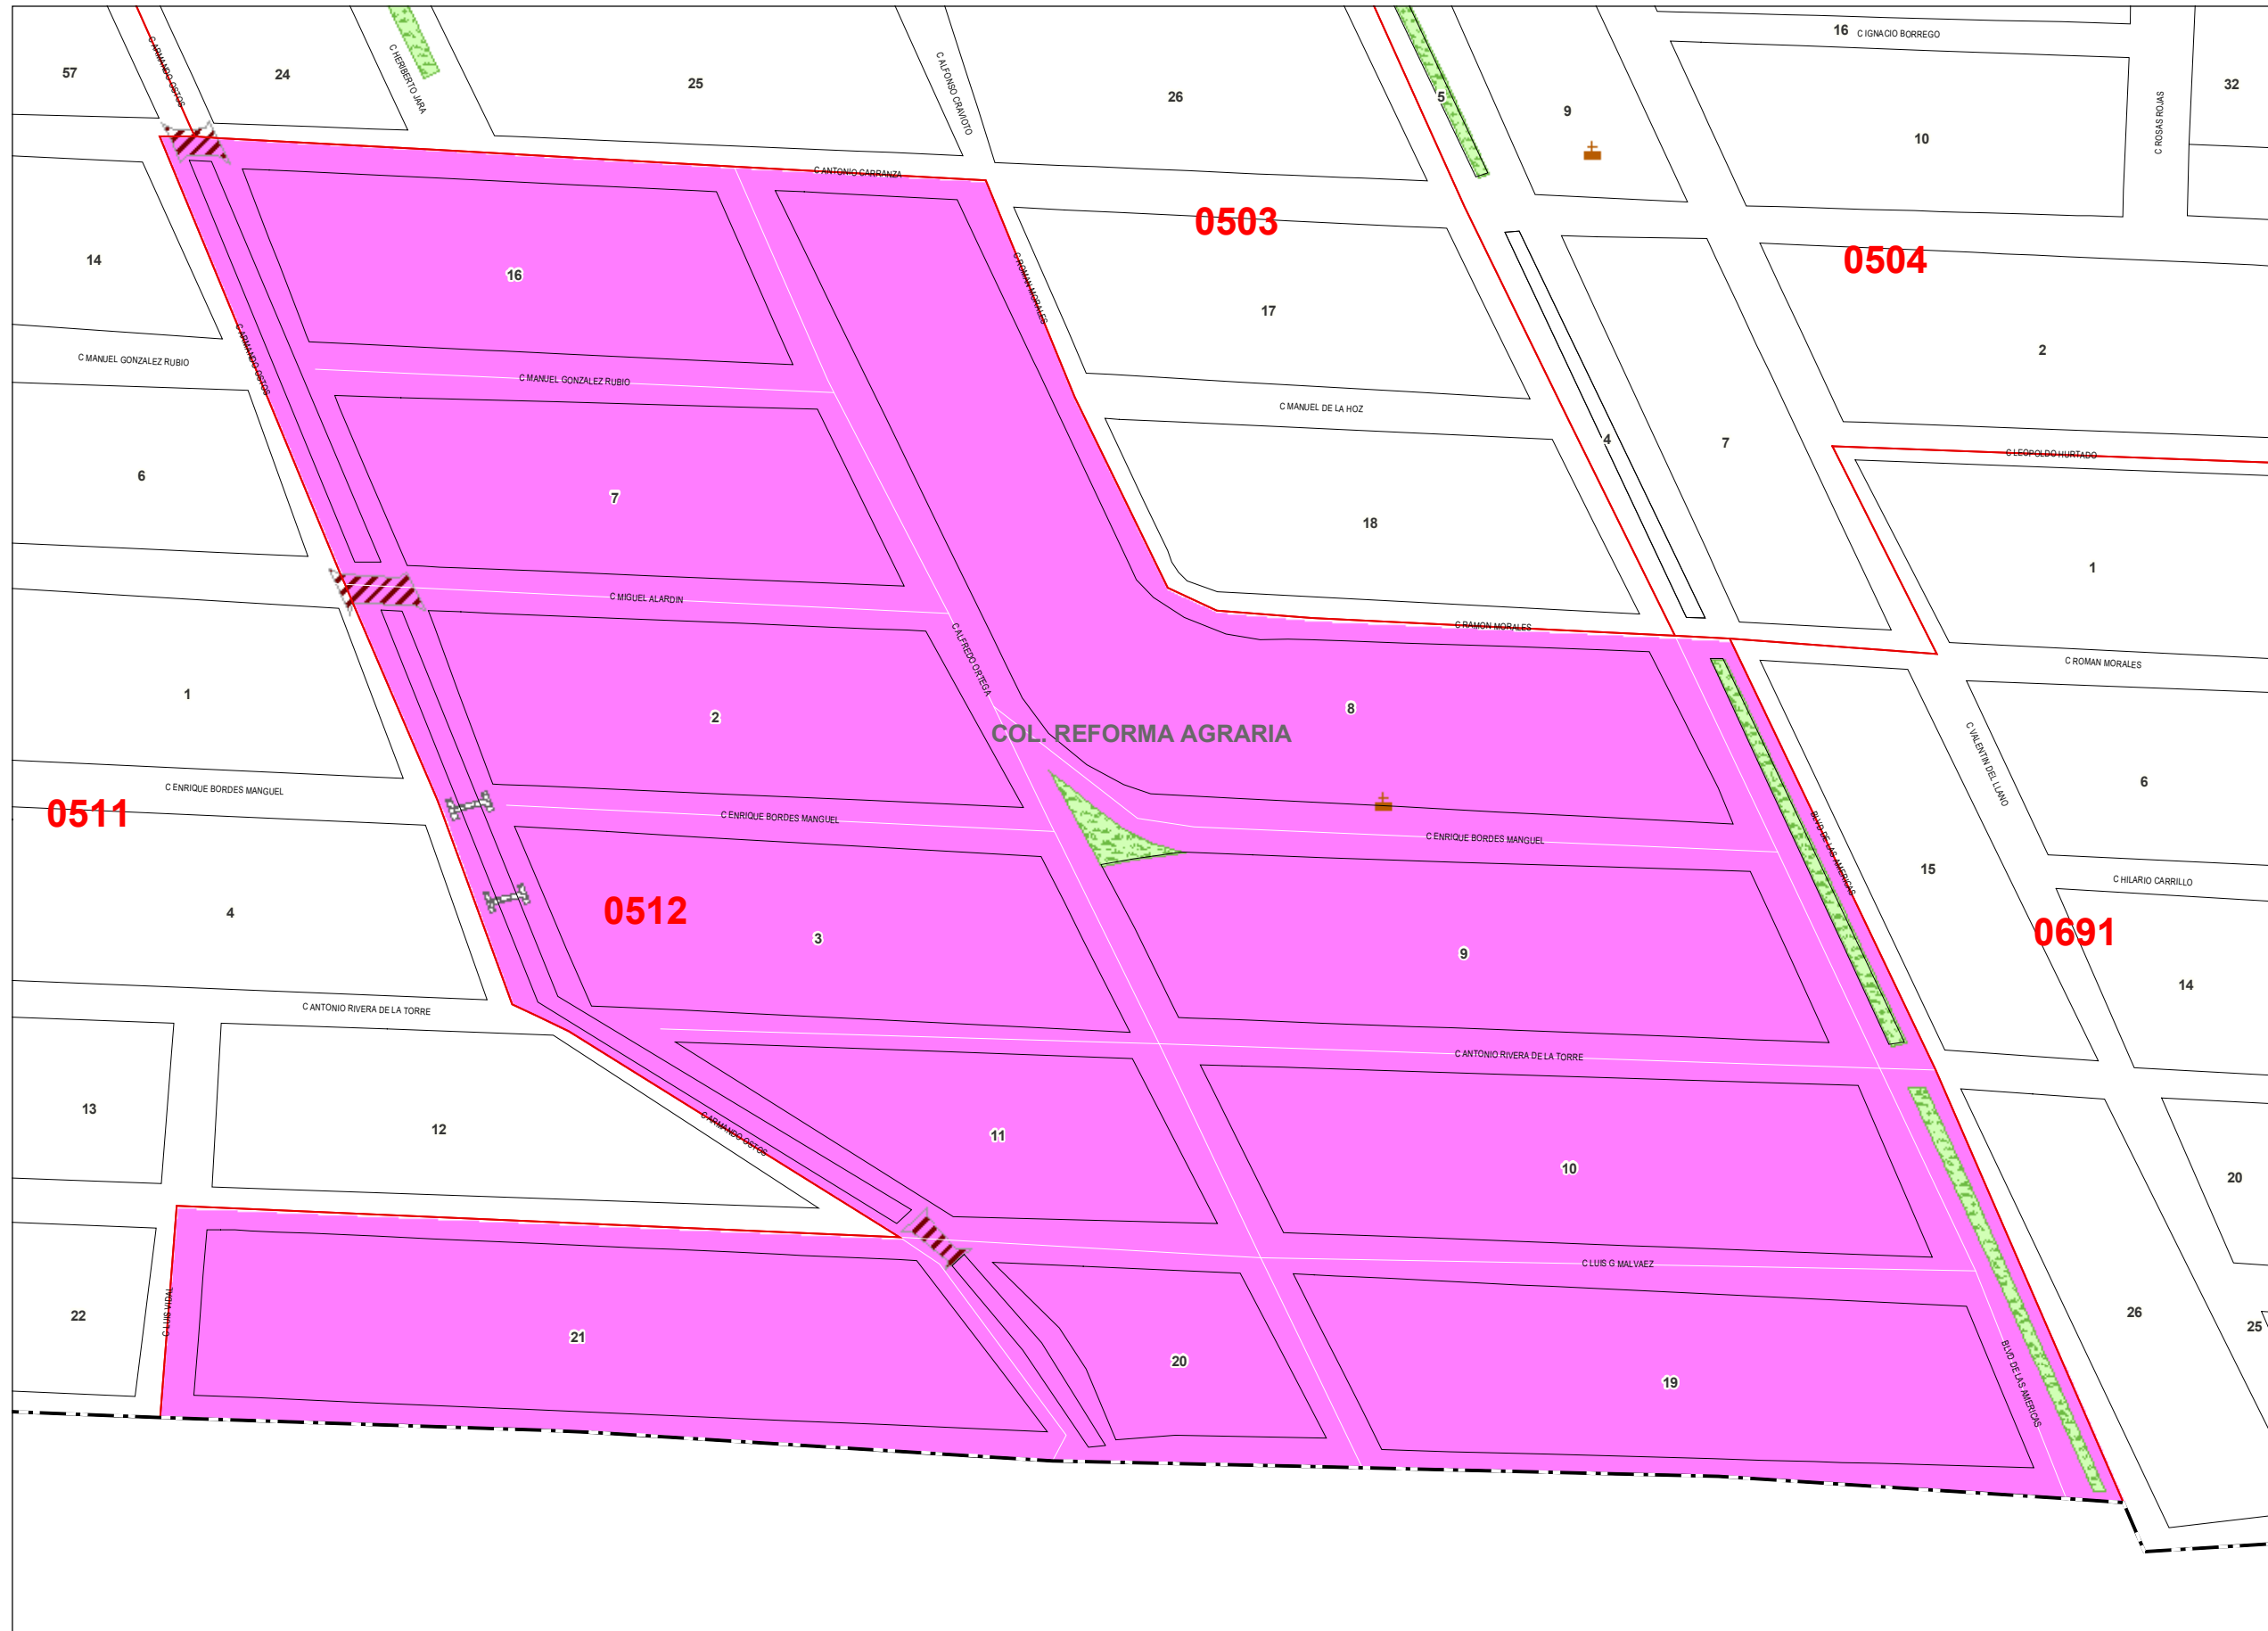 C ARMANDO OSTOS
C HERIBERTO JARA
C ALFONSO CRAVIOTO
16
C IGNACIO BORREGO
57
24
25
26
5
9
10
32
C ROSAS ROJAS
C ANTONIO CARRANZA
0503
0504
14
16
C ROMAN MORALES
17
2
C MANUEL GONZALEZ RUBIO
C ARMANDO OSTOS
C MANUEL GONZALEZ RUBIO
C MANUEL DE LA HOZ
4
7
C LEOPOLDO HURTADO
6
7
18
1
C MIGUEL ALARDIN
C RAMON MORALES
C ROMAN MORALES
C ALFREDO ORTEGA
1
2
8
COL. REFORMA AGRARIA
C VALENTIN DEL LLANO
6
C ENRIQUE BORDES MANGUEL
0511
C ENRIQUE BORDES MANGUEL
C ENRIQUE BORDES MANGUEL
BLVD DE LAS AMERICAS
15
C HILARIO CARRILLO
4
0512
3
9
0691
14
C ANTONIO RIVERA DE LA TORRE
C ANTONIO RIVERA DE LA TORRE
13
12
C ARMANDO OSTOS
11
10
20
C LUIS G MALVAEZ
22
C LUIS VIDAL
21
20
19
BLVD DE LAS AMERICAS
26
25